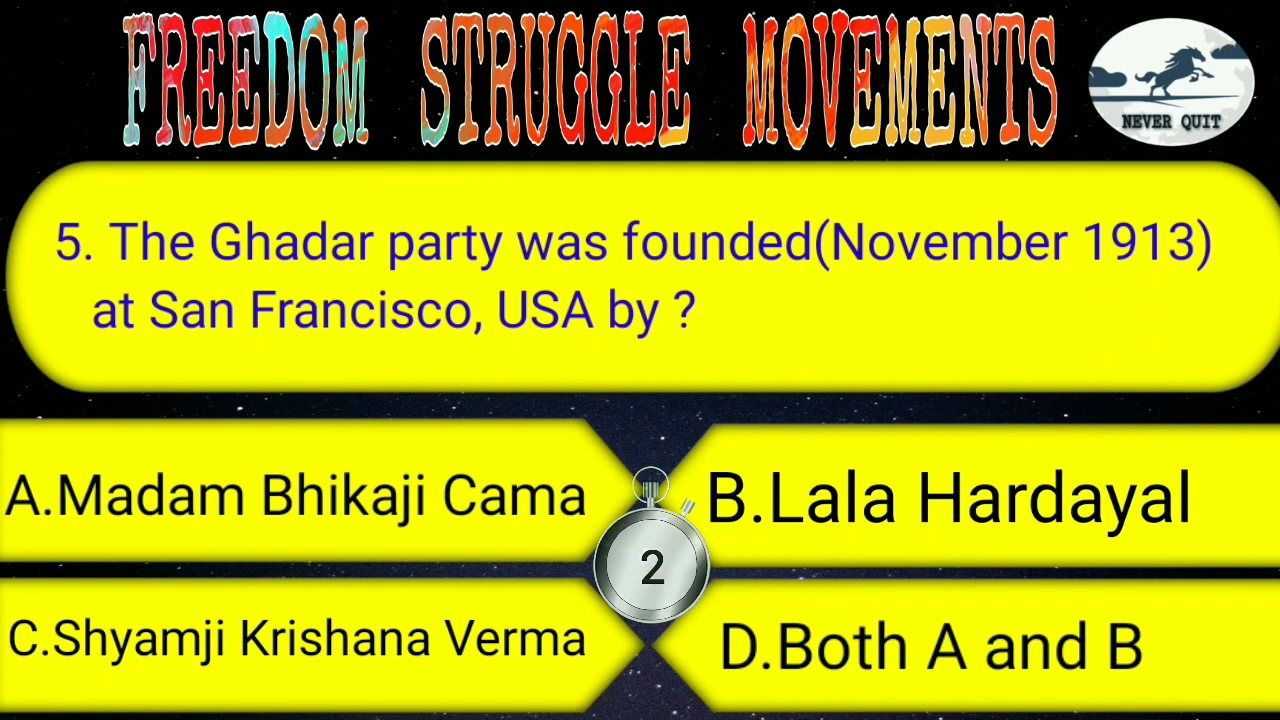 FREEDOM STRUGGLE MOVEMENTS
NEVER QUIT
5. The Ghadar party was founded(November 1913)
at San Francisco, USA by ?
A.Madam Bhikaji Cama
B.Lala Hardayal
2
C.Shyamji Krishana Verma
D.Both A and B